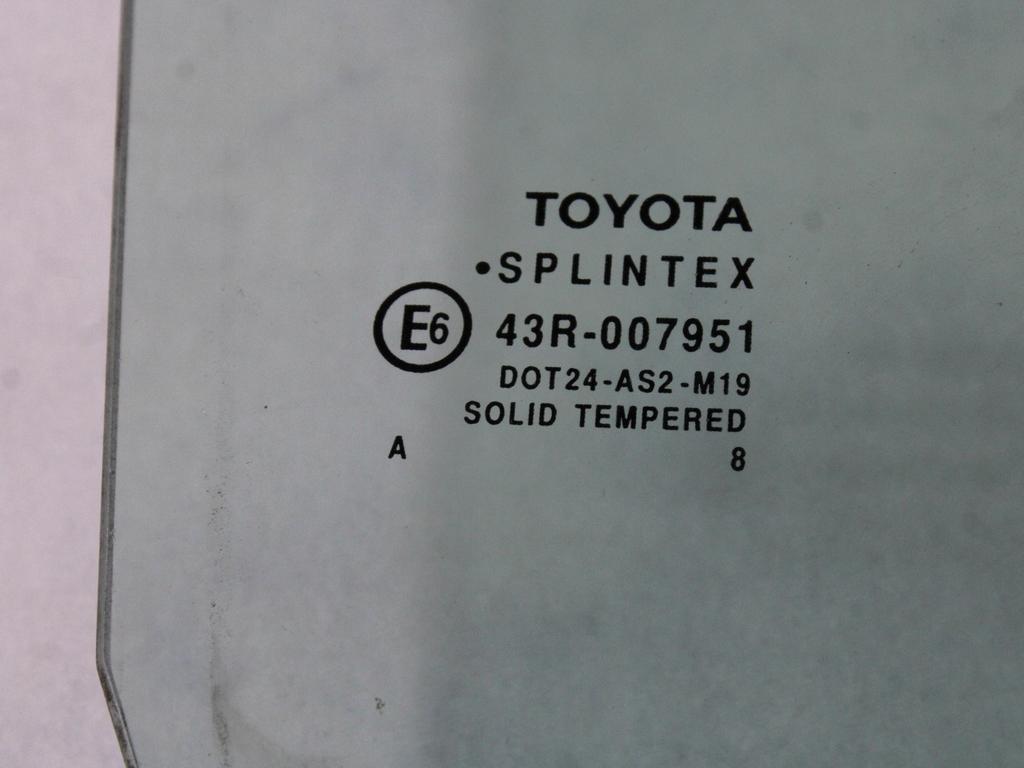 TOYOTA
•SPLINTEX
E6 43R-007951
DOT24-AS2-M19
SOLID TEMPERED
A 8